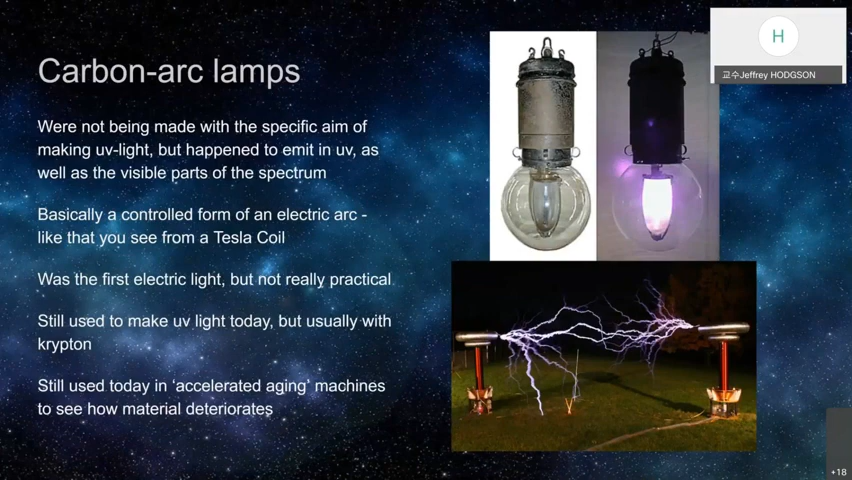 Carbon-arc lamps
Were not being made with the specific aim of
making uv-light, but happened to emit in uv, as
well as the visible parts of the spectrum
Basically a controlled form of an electric arc -
like that you see from a Tesla Coil
Was the first electric light, but not really practical
Still used to make uv light today, but usually with
krypton
Still used today in ‘accelerated aging’ machines
to see how material deteriorates
H
교수Jeffrey HODGSON
+18